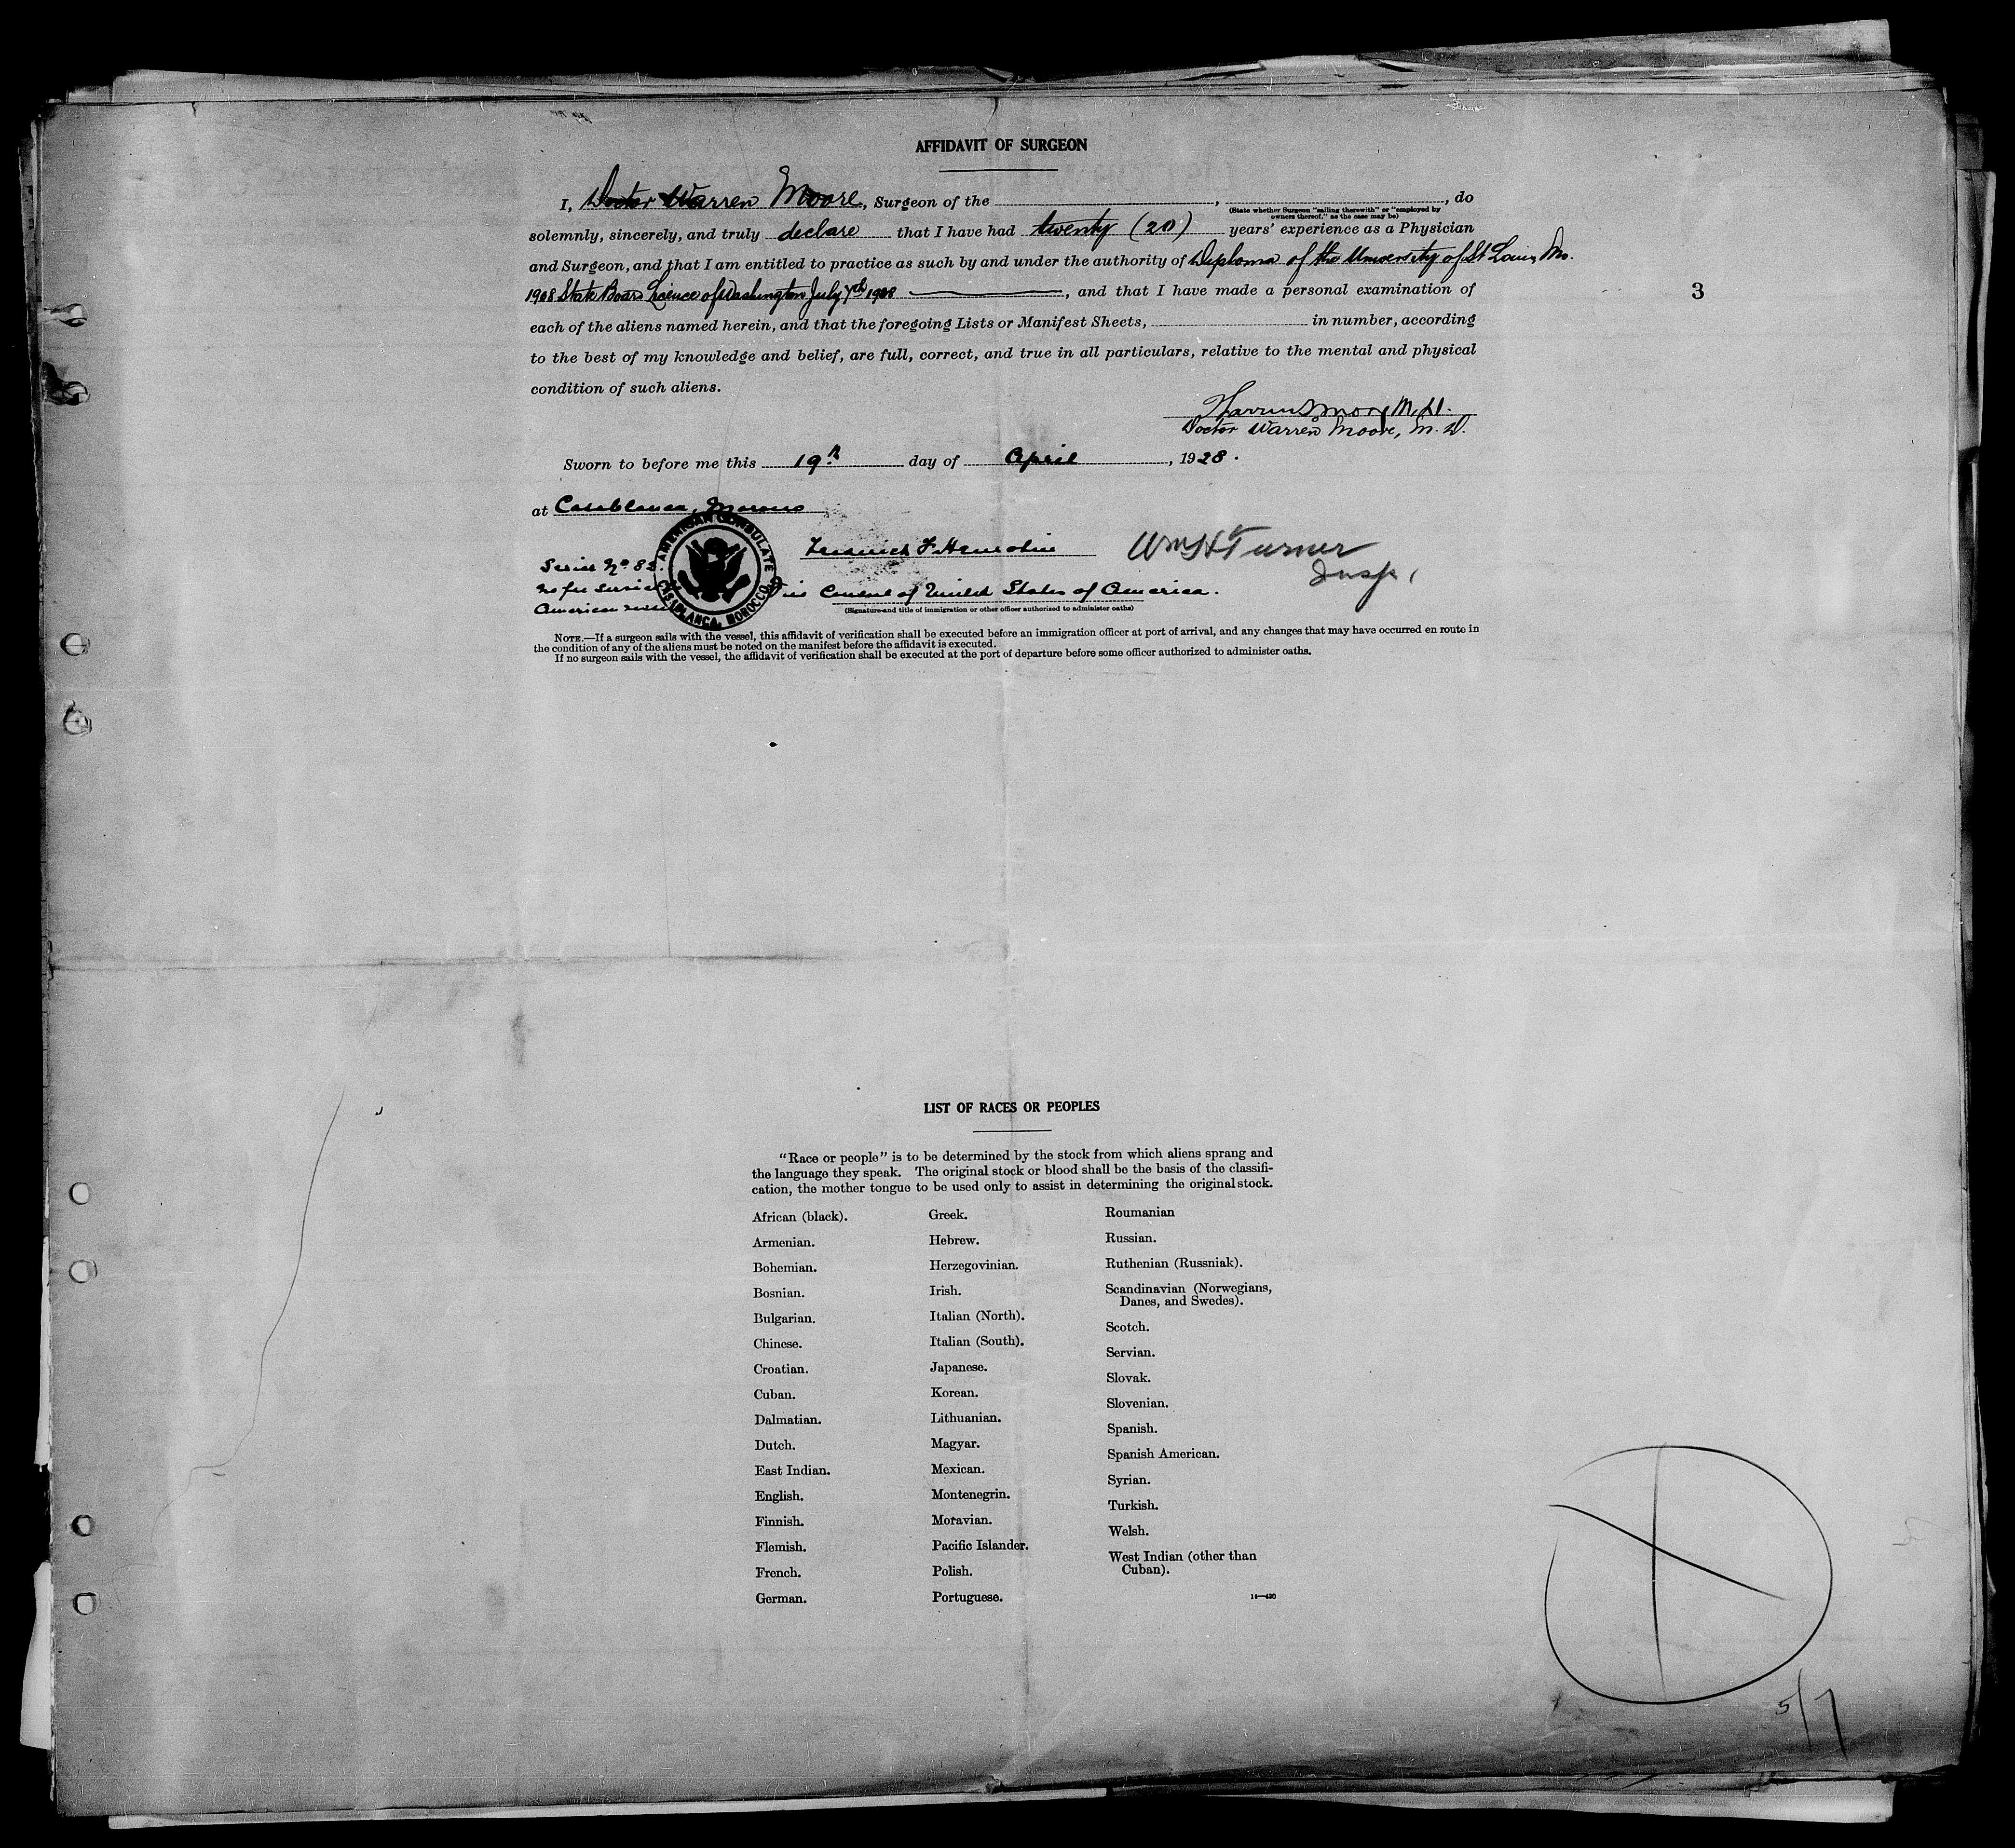 AFFIDAVIT OF SURGEON
I, Doctor Warren Moore, Surgeon of the , , do
(State whether Surgeon "sailing therewith" or "employed by
owners thereof," as the case may be)
solemnly, sincerely, and truly declare that I have had twenty (20) years' experience as a Physician
and Surgeon, and that I am entitled to practice as such by and under the authority of Diploma of the University of St Louis, Mo.
1908 State Board Licence of Washington July 7th 1908 , and that I have made a personal examination of
3
each of the aliens named herein, and that the foregoing Lists or Manifest Sheets, in number, according
to the best of my knowledge and belief, are full, correct, and true in all particulars, relative to the mental and physical
condition of such aliens.
Warren Moore M.D.
Doctor Warren Moore, M.D.
Sworn to before me this 19th day of April , 1928.
at Casablanca, Morocco
AMERICAN CONSULATE
CASABLANCA, MOROCCO
Wm H Turner
Insp.
Service No. 82.
No fee
American
Consul of United States of America.
(Signature and title of immigration or other officer authorized to administer oaths)
NOTE.—If a surgeon sails with the vessel, this affidavit of verification shall be executed before an immigration officer at port of arrival, and any changes that may have occurred en route in
the condition of any of the aliens must be noted on the manifest before the affidavit is executed.
If no surgeon sails with the vessel, the affidavit of verification shall be executed at the port of departure before some officer authorized to administer oaths.
LIST OF RACES OR PEOPLES
"Race or people" is to be determined by the stock from which aliens sprang and
the language they speak. The original stock or blood shall be the basis of the classifi-
cation, the mother tongue to be used only to assist in determining the original stock.
African (black).
Armenian.
Bohemian.
Bosnian.
Bulgarian.
Chinese.
Croatian.
Cuban.
Dalmatian.
Dutch.
East Indian.
English.
Finnish.
Flemish.
French.
German.
Greek.
Hebrew.
Herzegovinian.
Irish.
Italian (North).
Italian (South).
Japanese.
Korean.
Lithuanian.
Magyar.
Mexican.
Montenegrin.
Moravian.
Pacific Islander.
Polish.
Portuguese.
Roumanian
Russian.
Ruthenian (Russniak).
Scandinavian (Norwegians,
Danes, and Swedes).
Scotch.
Servian.
Slovak.
Slovenian.
Spanish.
Spanish American.
Syrian.
Turkish.
Welsh.
West Indian (other than
Cuban).
14—430
5/7